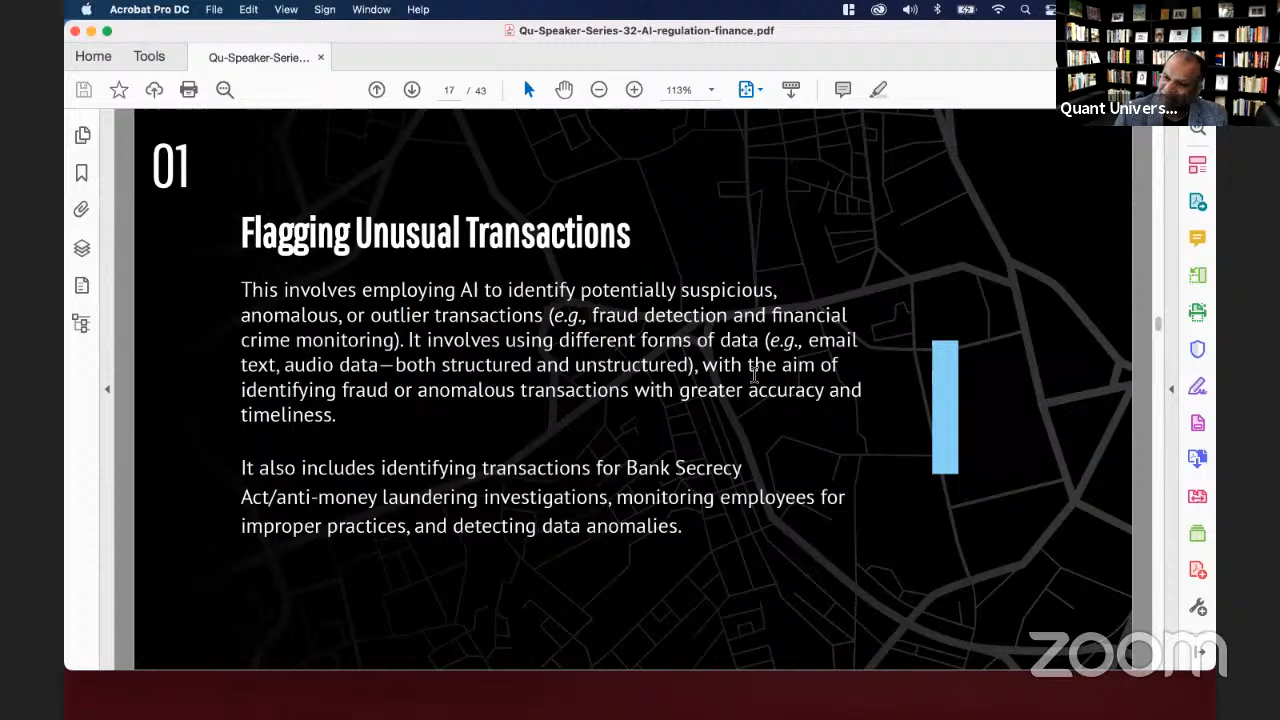 Acrobat Pro DC File Edit View Sign Window Help
Qu-Speaker-Series-32-AI-regulation-finance.pdf
Home Tools Qu-Speaker-Serie... ×
17 / 43 113%
Quant Univers...
01
Flagging Unusual Transactions
This involves employing AI to identify potentially suspicious,
anomalous, or outlier transactions (e.g., fraud detection and financial
crime monitoring). It involves using different forms of data (e.g., email
text, audio data—both structured and unstructured), with the aim of
identifying fraud or anomalous transactions with greater accuracy and
timeliness.
It also includes identifying transactions for Bank Secrecy
Act/anti-money laundering investigations, monitoring employees for
improper practices, and detecting data anomalies.
zoom